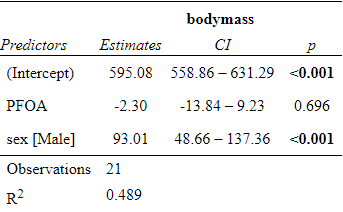 bodymass
Predictors Estimates CI p
(Intercept) 595.08 558.86 – 631.29 <0.001
PFOA -2.30 -13.84 – 9.23 0.696
sex [Male] 93.01 48.66 – 137.36 <0.001
Observations 21
R2 0.489